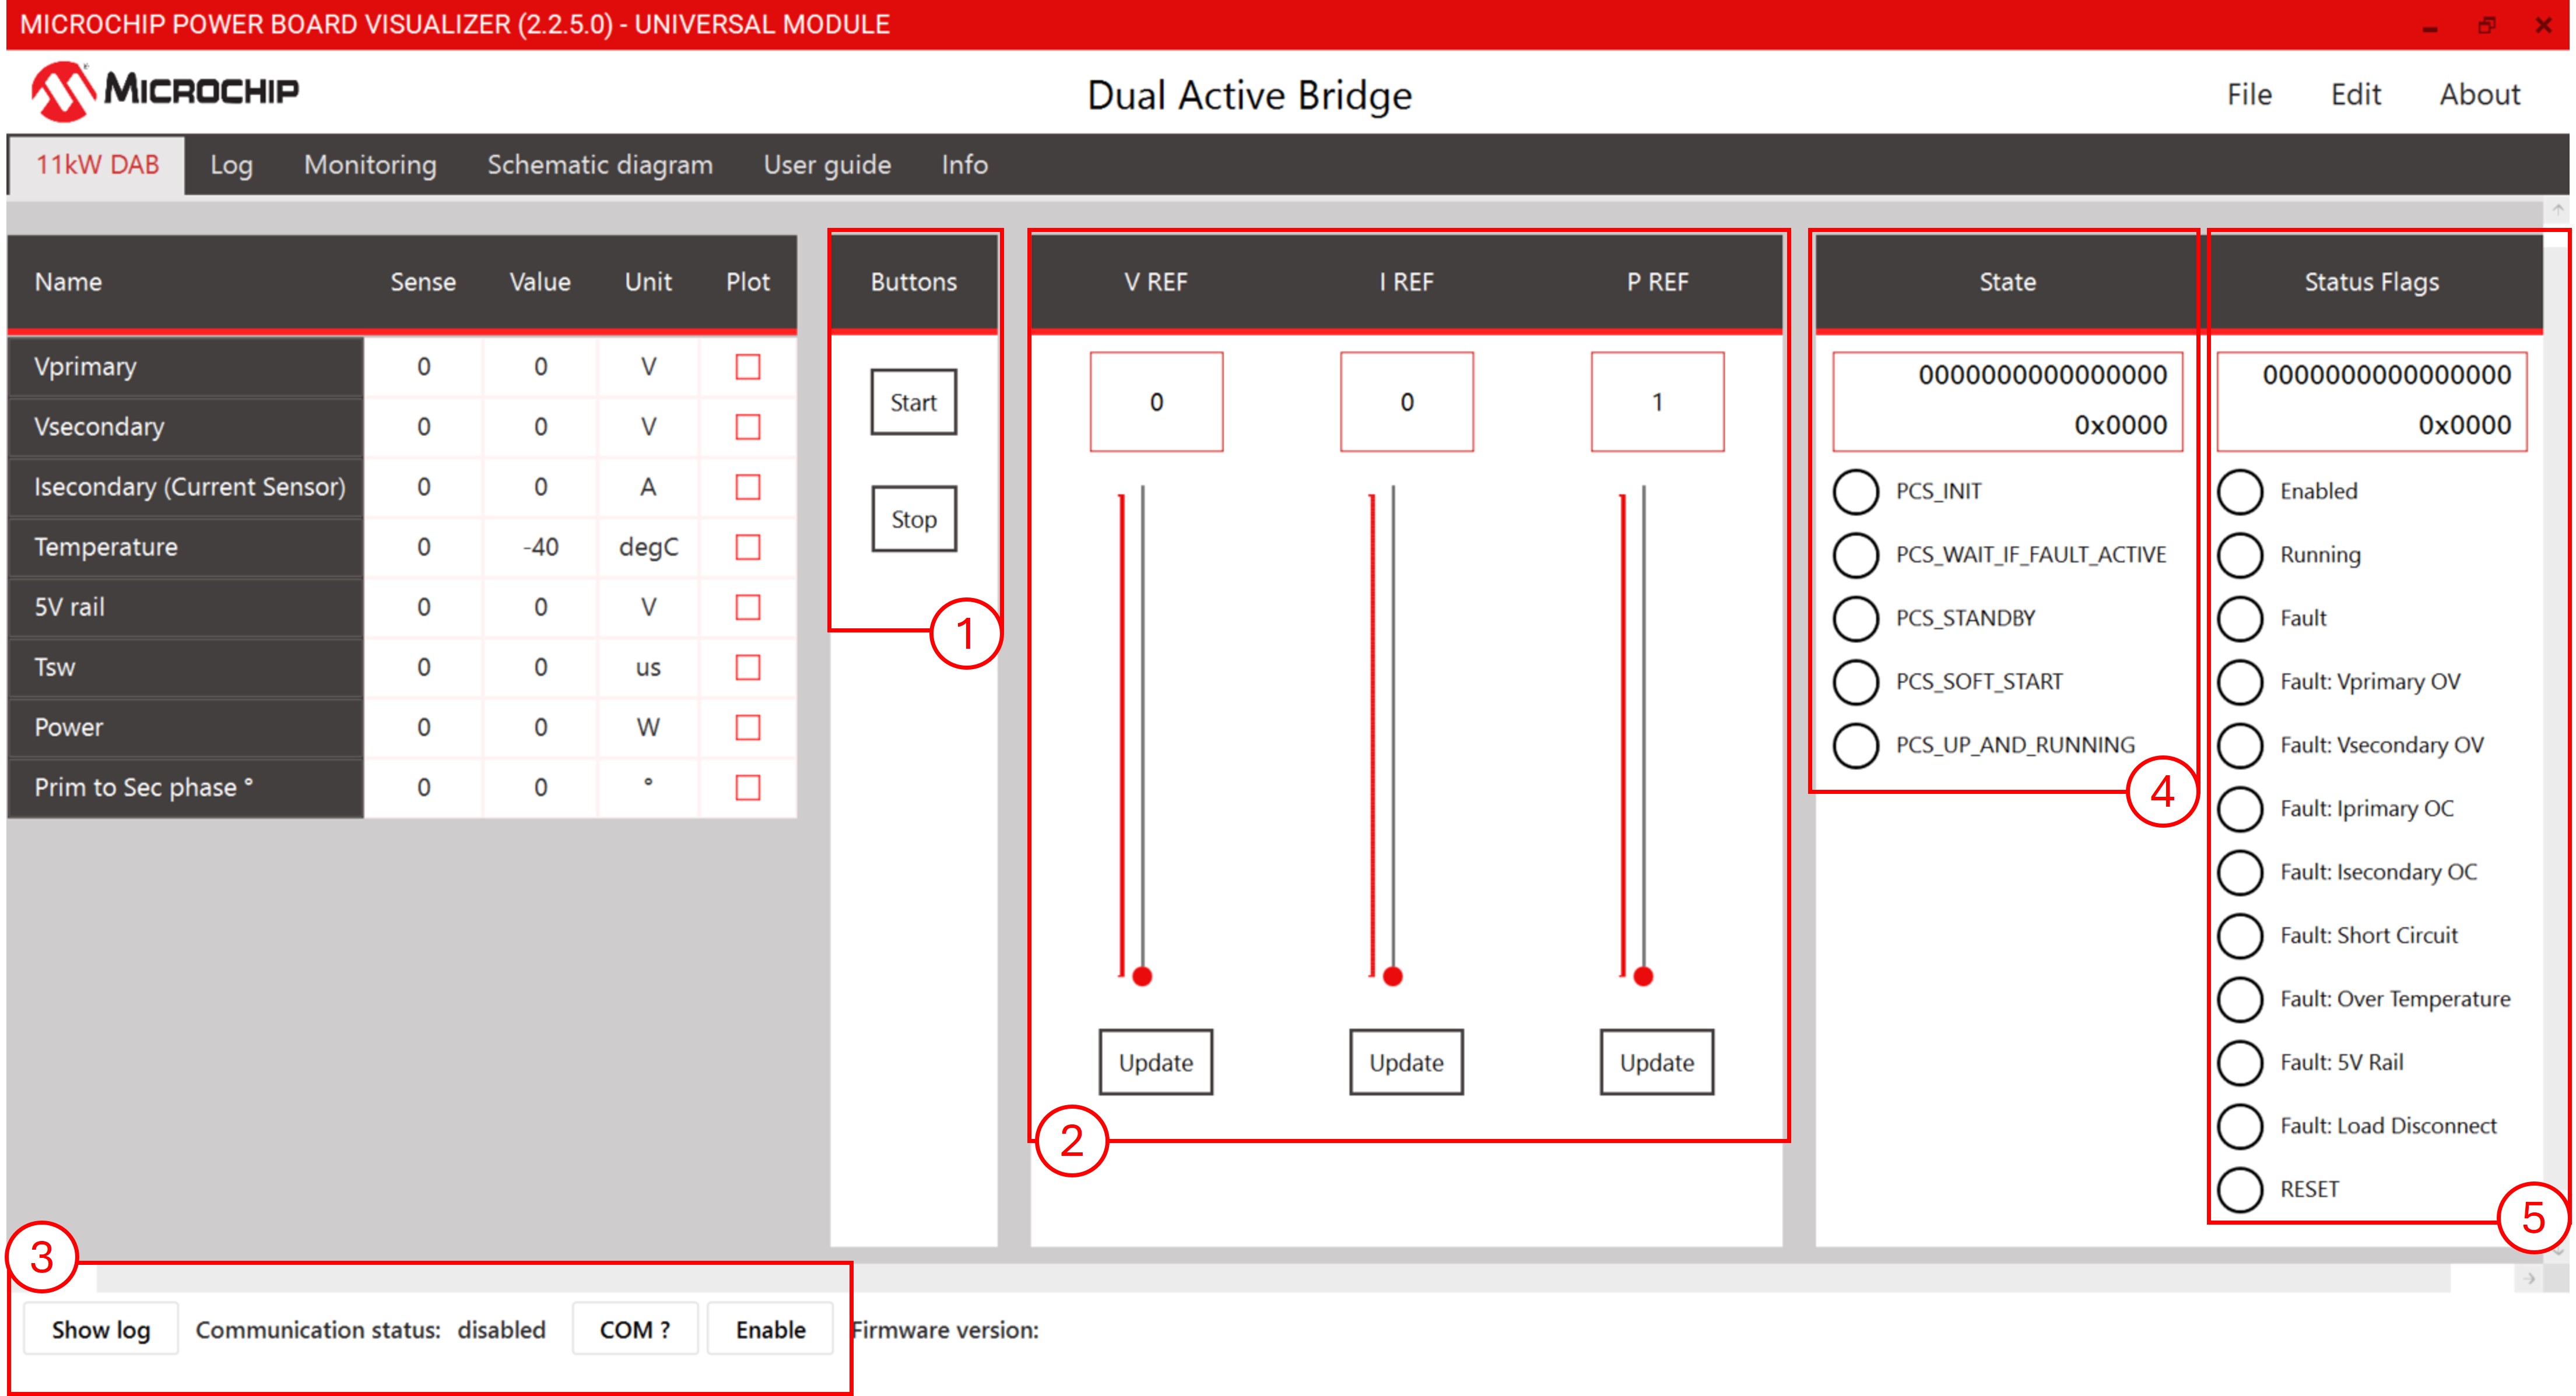 MICROCHIP POWER BOARD VISUALIZER (2.2.5.0) - UNIVERSAL MODULE
MICROCHIP
Dual Active Bridge
File Edit About
11kW DAB Log Monitoring Schematic diagram User guide Info
Name Sense Value Unit Plot
Vprimary 0 0 V
Vsecondary 0 0 V
Isecondary (Current Sensor) 0 0 A
Temperature 0 -40 degC
5V rail 0 0 V
Tsw 0 0 us
Power 0 0 W
Prim to Sec phase ° 0 0 °
Buttons
Start
Stop
1
V REF I REF P REF
0 0 1
Update Update Update
2
State
0000000000000000
0x0000
PCS_INIT
PCS_WAIT_IF_FAULT_ACTIVE
PCS_STANDBY
PCS_SOFT_START
PCS_UP_AND_RUNNING
4
Status Flags
0000000000000000
0x0000
Enabled
Running
Fault
Fault: Vprimary OV
Fault: Vsecondary OV
Fault: Iprimary OC
Fault: Isecondary OC
Fault: Short Circuit
Fault: Over Temperature
Fault: 5V Rail
Fault: Load Disconnect
RESET
5
3
Show log Communication status: disabled COM ? Enable Firmware version: